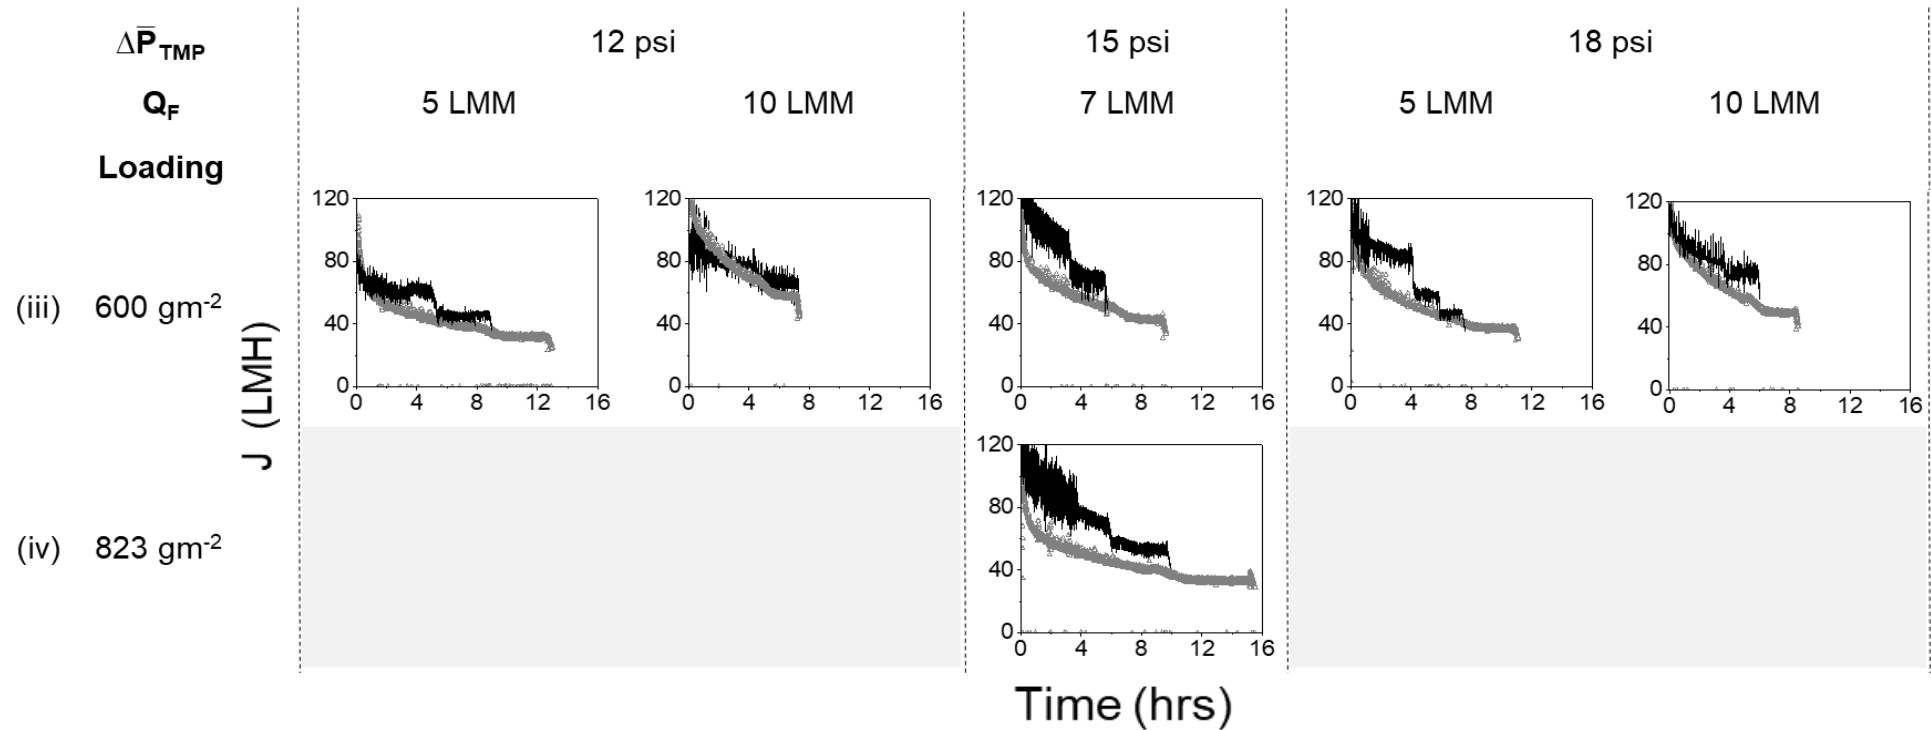 ΔP̅TMP 12 psi 15 psi 18 psi
QF 5 LMM 10 LMM 7 LMM 5 LMM 10 LMM
Loading
(iii) 600 gm-2
120 120 120 120 120
80 80 80 80 80
40 40 40 40 40
0 0 0 0 0
0 4 8 12 16 0 4 8 12 16 0 4 8 12 16 0 4 8 12 16 0 4 8 12 16
J (LMH)
(iv) 823 gm-2
120
80
40
0
0 4 8 12 16
Time (hrs)